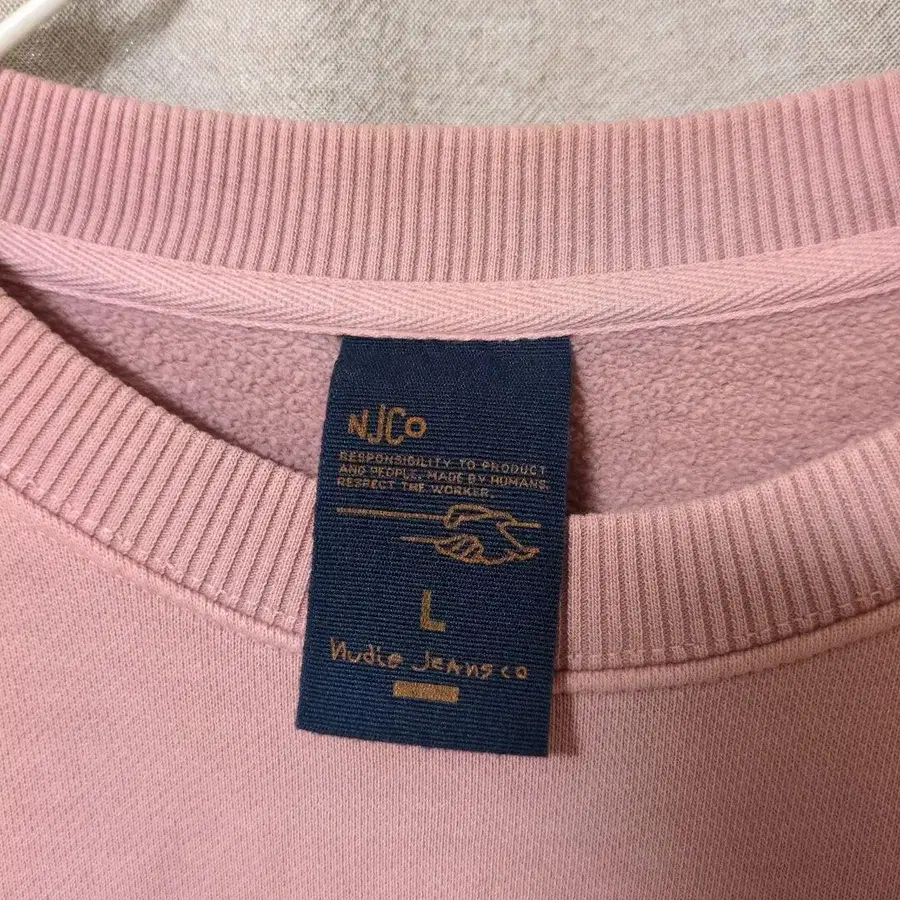 NJCo
RESPONSIBILITY TO PRODUCT
AND PEOPLE. MADE BY HUMANS.
RESPECT THE WORKER.
L
Nudie Jeans co